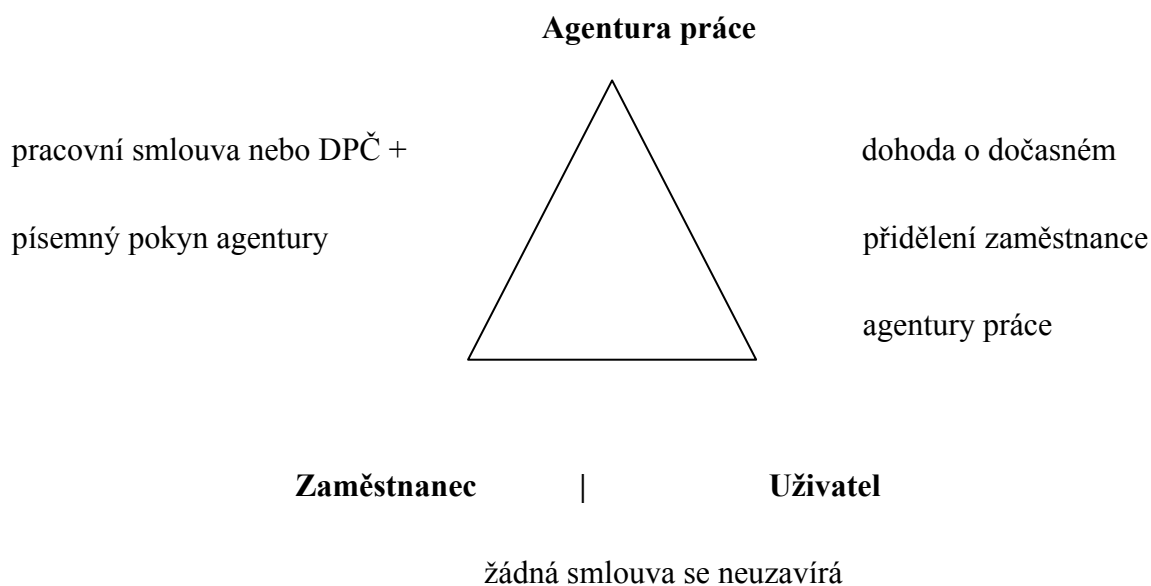 Agentura práce
pracovní smlouva nebo DPČ +
dohoda o dočasném
písemný pokyn agentury
přidělení zaměstnance
agentury práce
Zaměstnanec | Uživatel
žádná smlouva se neuzavírá